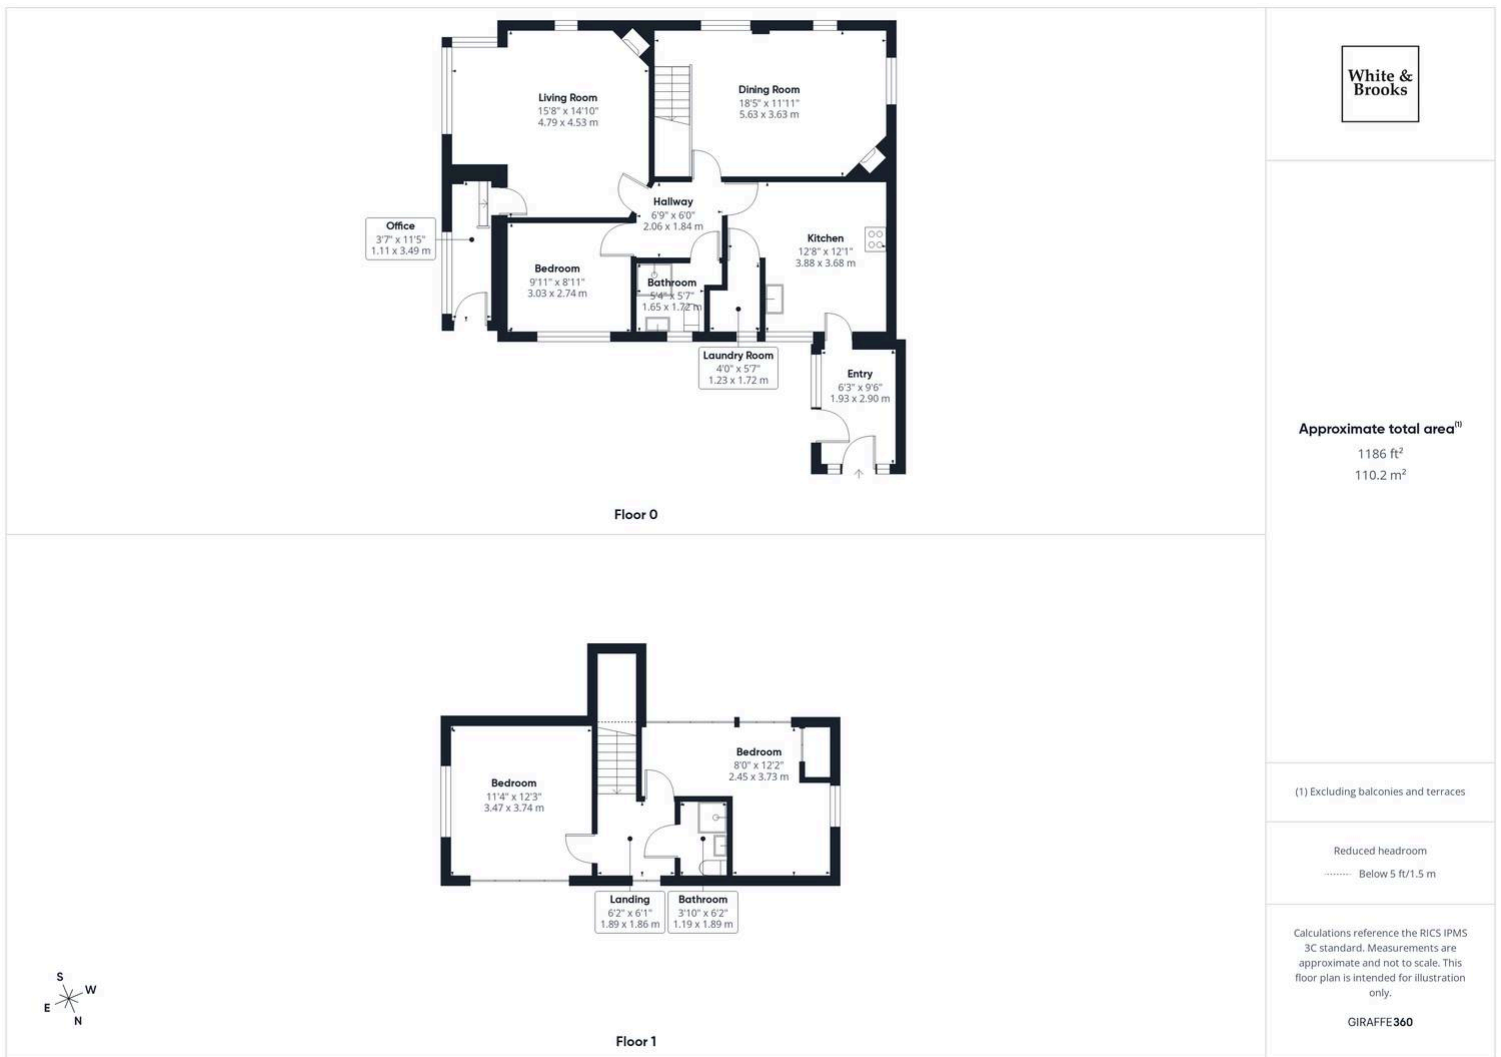 Living Room
15'8" x 14'10"
4.79 x 4.53 m
Dining Room
18'5" x 11'11"
5.63 x 3.63 m
Hallway
6'9" x 6'0"
2.06 x 1.84 m
Office
3'7" x 11'5"
1.11 x 3.49 m
Kitchen
12'8" x 12'1"
3.88 x 3.68 m
Bedroom
9'11" x 8'11"
3.03 x 2.74 m
Bathroom
5'4" x 5'7"
1.65 x 1.72 m
Laundry Room
4'0" x 5'7"
1.23 x 1.72 m
Entry
6'3" x 9'6"
1.93 x 2.90 m
Floor 0
Bedroom
11'4" x 12'3"
3.47 x 3.74 m
Bedroom
8'0" x 12'2"
2.45 x 3.73 m
Landing
6'2" x 6'1"
1.89 x 1.86 m
Bathroom
3'10" x 6'2"
1.19 x 1.89 m
S
W
E
N
Floor 1
White &
Brooks
Approximate total area(1)
1186 ft²
110.2 m²
(1) Excluding balconies and terraces
Reduced headroom
Below 5 ft/1.5 m
Calculations reference the RICS IPMS
3C standard. Measurements are
approximate and not to scale. This
floor plan is intended for illustration
only.
GIRAFFE360